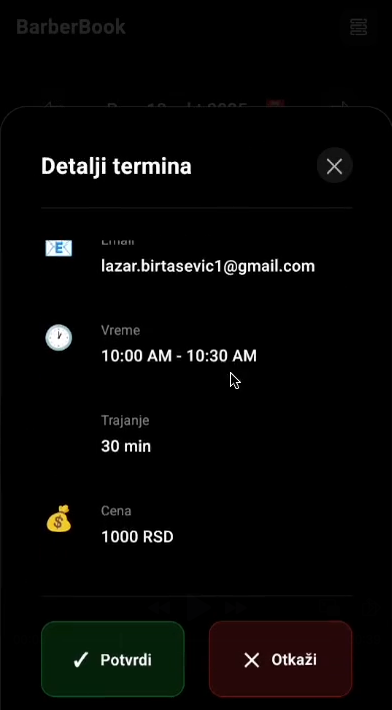 BarberBook
Detalji termina
Email
lazar.birtasevic1@gmail.com
Vreme
10:00 AM - 10:30 AM
Trajanje
30 min
Cena
1000 RSD
Potvrdi
Otkaži